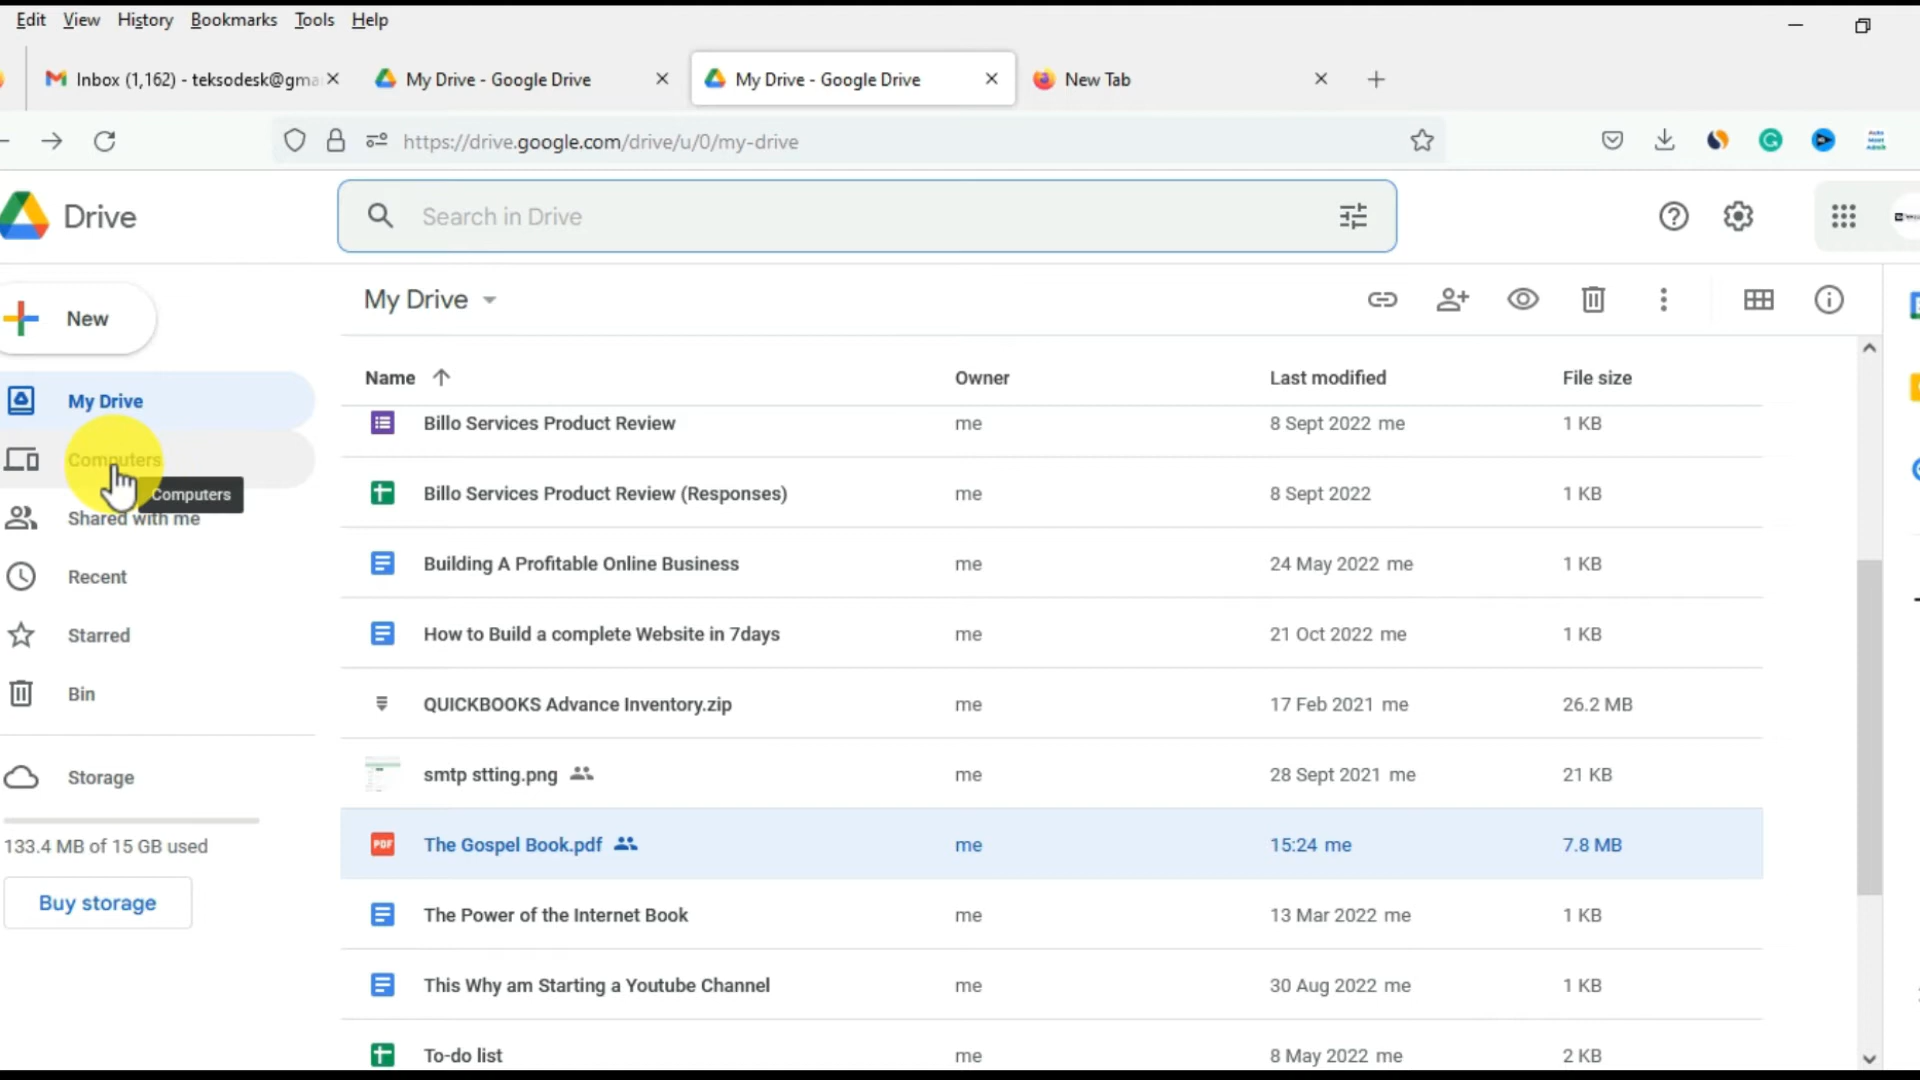 Edit View History Bookmarks Tools Help
Inbox (1,162) - teksodesk@gma
My Drive - Google Drive
My Drive - Google Drive
New Tab
https://drive.google.com/drive/u/0/my-drive
Drive
Search in Drive
New
My Drive
My Drive
Computers
Computers
Shared with me
Recent
Starred
Bin
Storage
133.4 MB of 15 GB used
Buy storage
Name Owner Last modified File size
Billo Services Product Review me 8 Sept 2022 me 1 KB
Billo Services Product Review (Responses) me 8 Sept 2022 1 KB
Building A Profitable Online Business me 24 May 2022 me 1 KB
How to Build a complete Website in 7days me 21 Oct 2022 me 1 KB
QUICKBOOKS Advance Inventory.zip me 17 Feb 2021 me 26.2 MB
smtp stting.png me 28 Sept 2021 me 21 KB
PDF The Gospel Book.pdf me 15:24 me 7.8 MB
The Power of the Internet Book me 13 Mar 2022 me 1 KB
This Why am Starting a Youtube Channel me 30 Aug 2022 me 1 KB
To-do list me 8 May 2022 me 2 KB